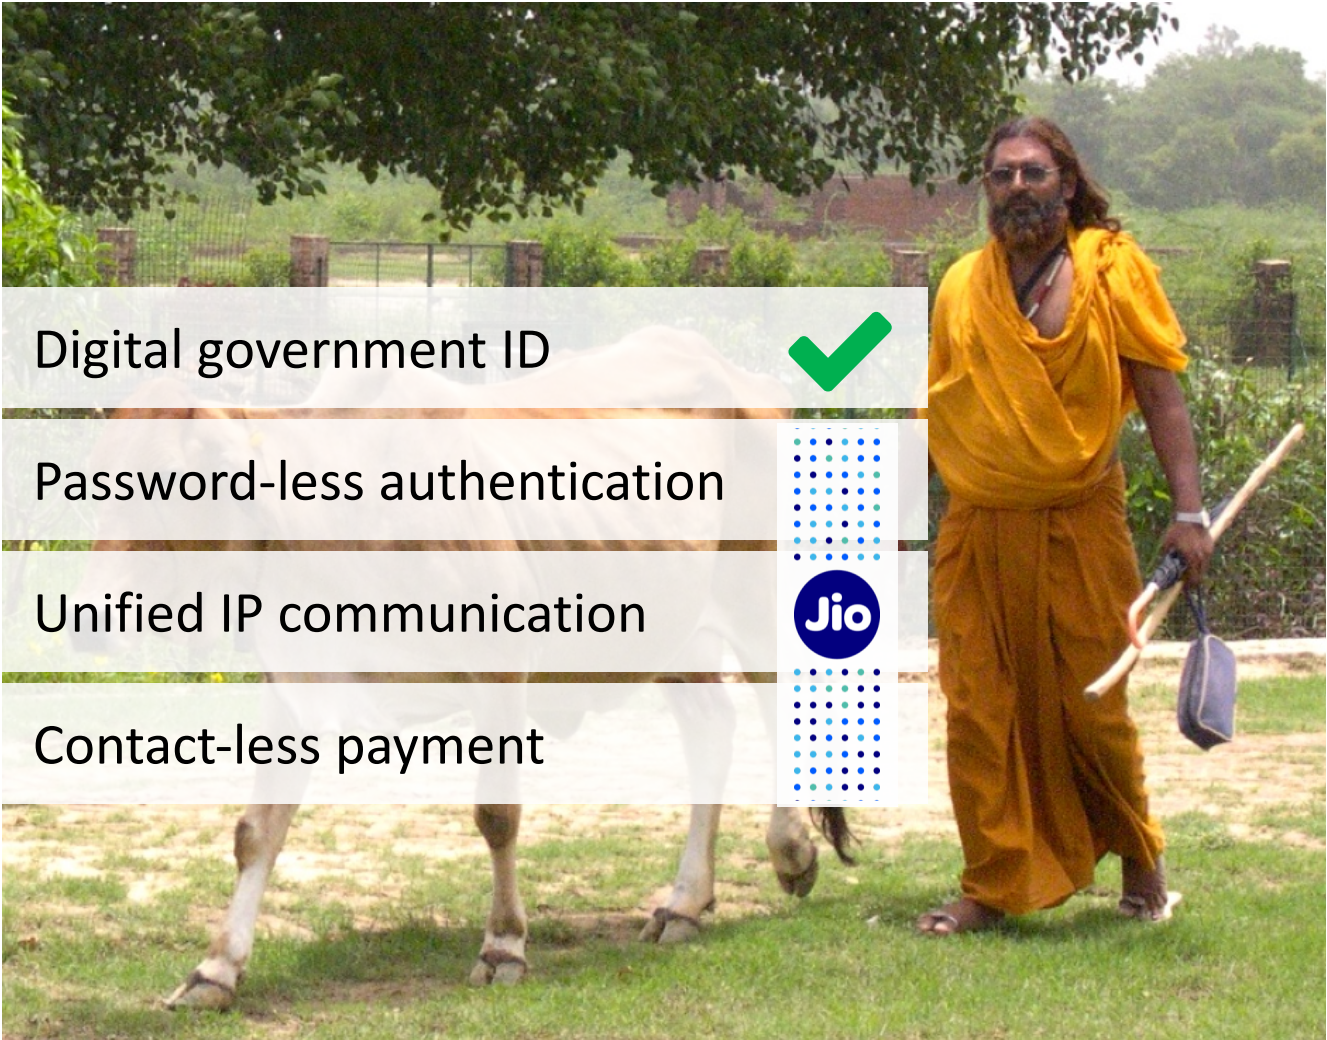 Digital government ID
Password-less authentication
Unified IP communication
Jio
Contact-less payment